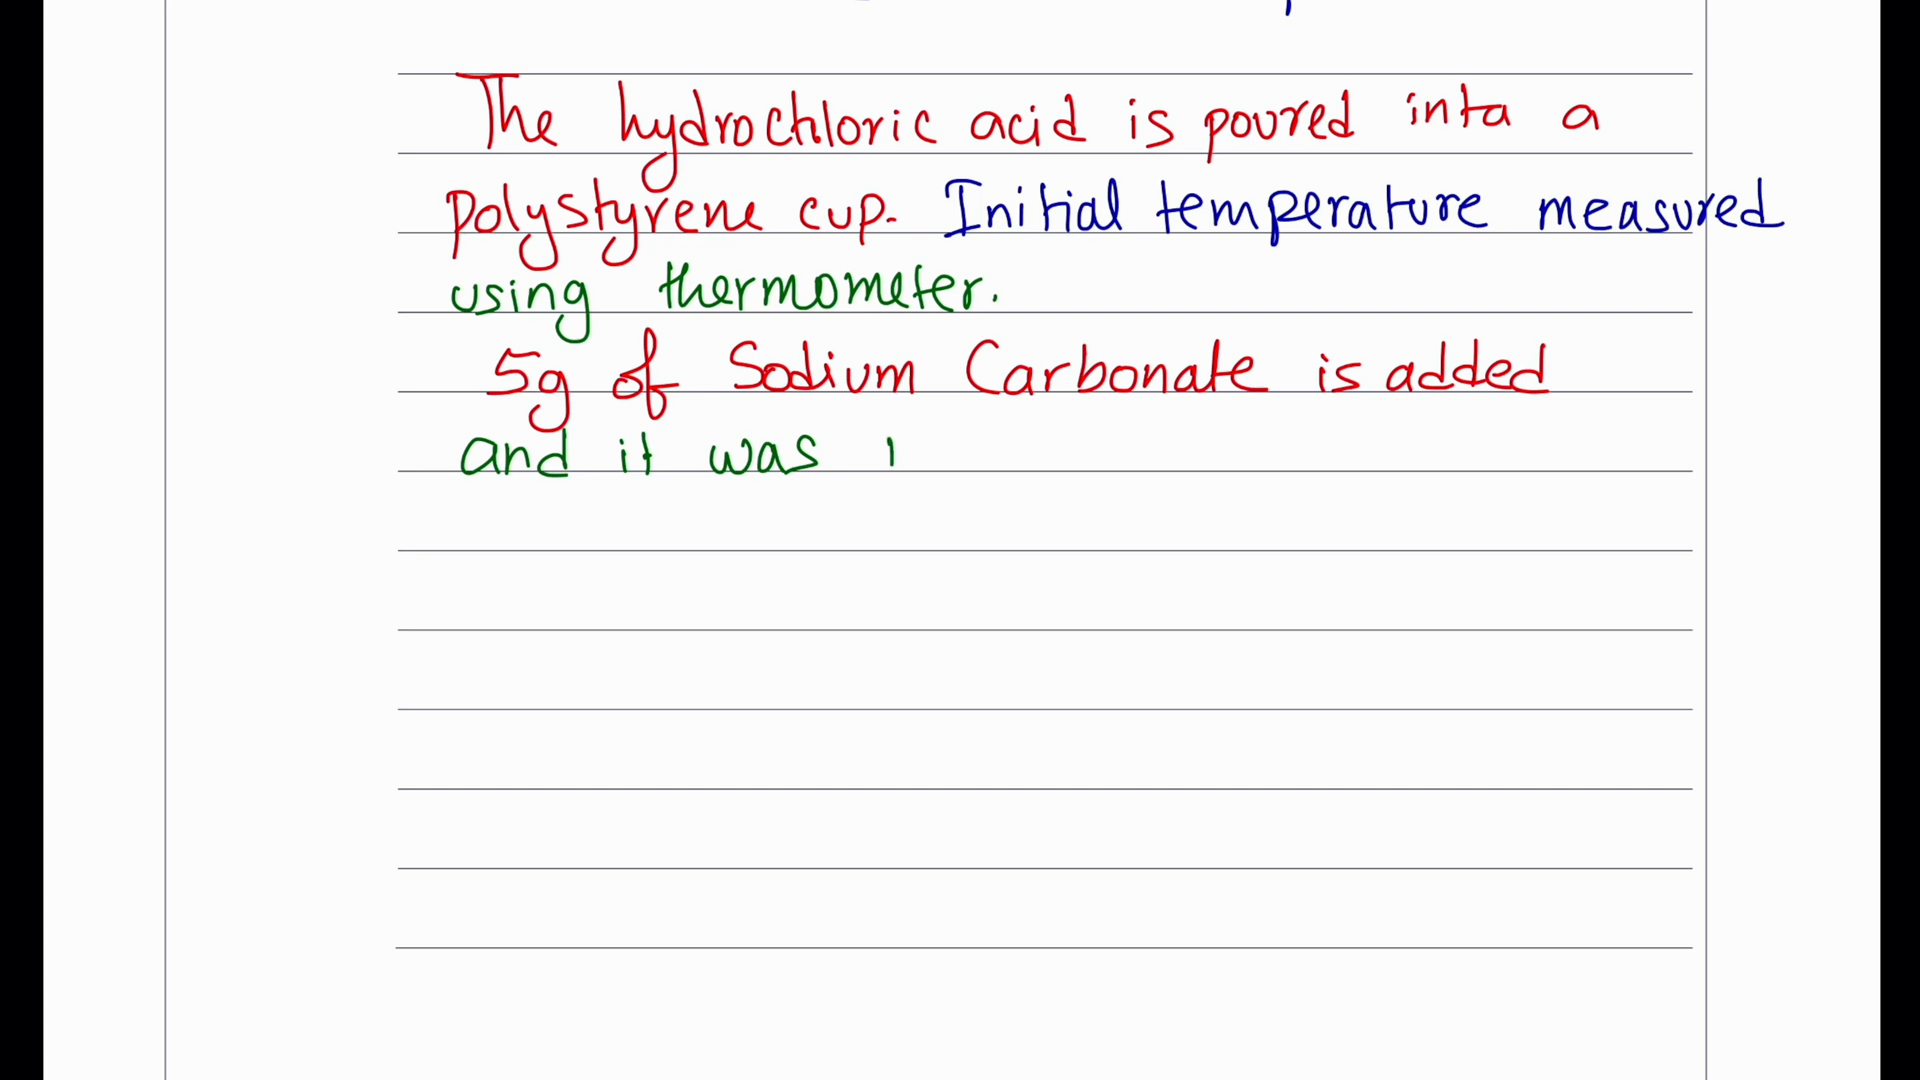 The hydrochloric acid is poured inta a
polystyrene cup. Initial temperature measured
using thermometer.
5g of Sodium Carbonate is added
and it was